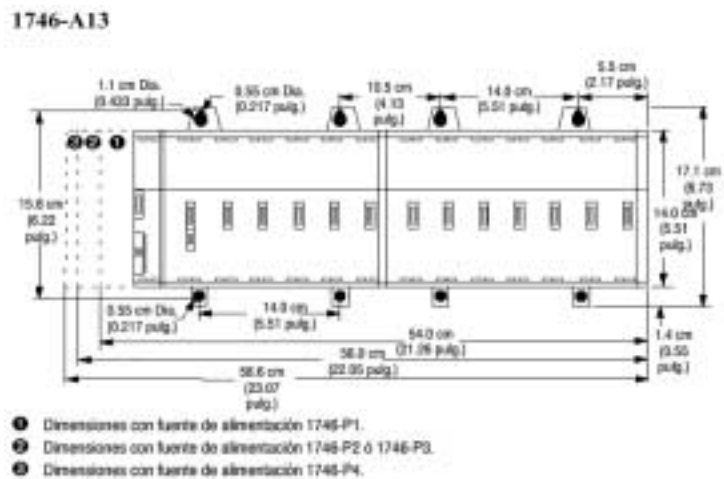 1746-A13
5.5 cm
(2.17 pulg.)
1.1 cm Dia.
(0.433 pulg.)
0.55 cm Dia.
(0.217 pulg.)
10.5 cm
(4.13
pulg.)
14.0 cm
(5.51 pulg.)
❸❷ ❶
15.8 cm
(6.22
pulg.)
17.1 cm
(6.73
pulg.)
14.0 cm
(5.51
pulg.)
0.55 cm Dia.
(0.217 pulg.)
14.0 cm
(5.51 pulg.)
54.0 cm
(21.26 pulg.)
56.0 cm
(22.05 pulg.)
58.6 cm
(23.07
pulg.)
1.4 cm
(0.55
pulg.)
❶ Dimensiones con fuente de alimentación 1746-P1.
❷ Dimensiones con fuente de alimentación 1746-P2 ó 1746-P3.
❸ Dimensiones con fuente de alimentación 1746-P4.